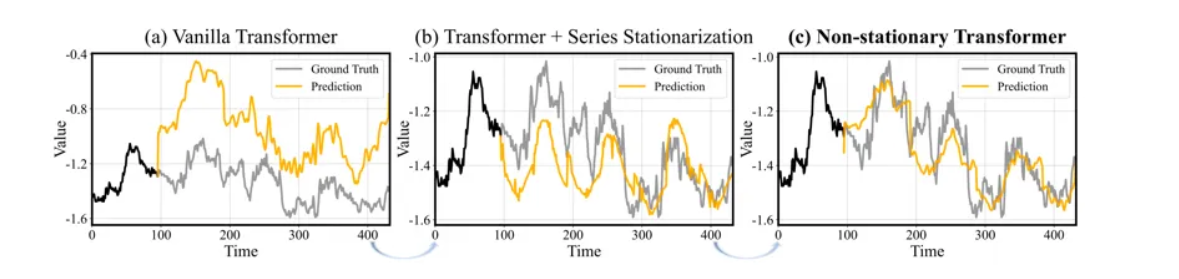 (a) Vanilla Transformer
-0.4
-0.8
-1.2
-1.6
Value
Ground Truth
Prediction
0 100 200 300 400
Time
(b) Transformer + Series Stationarization
-1.0
-1.2
-1.4
-1.6
Value
Ground Truth
Prediction
0 100 200 300 400
Time
(c) Non-stationary Transformer
-1.0
-1.2
-1.4
-1.6
Value
Ground Truth
Prediction
0 100 200 300 400
Time